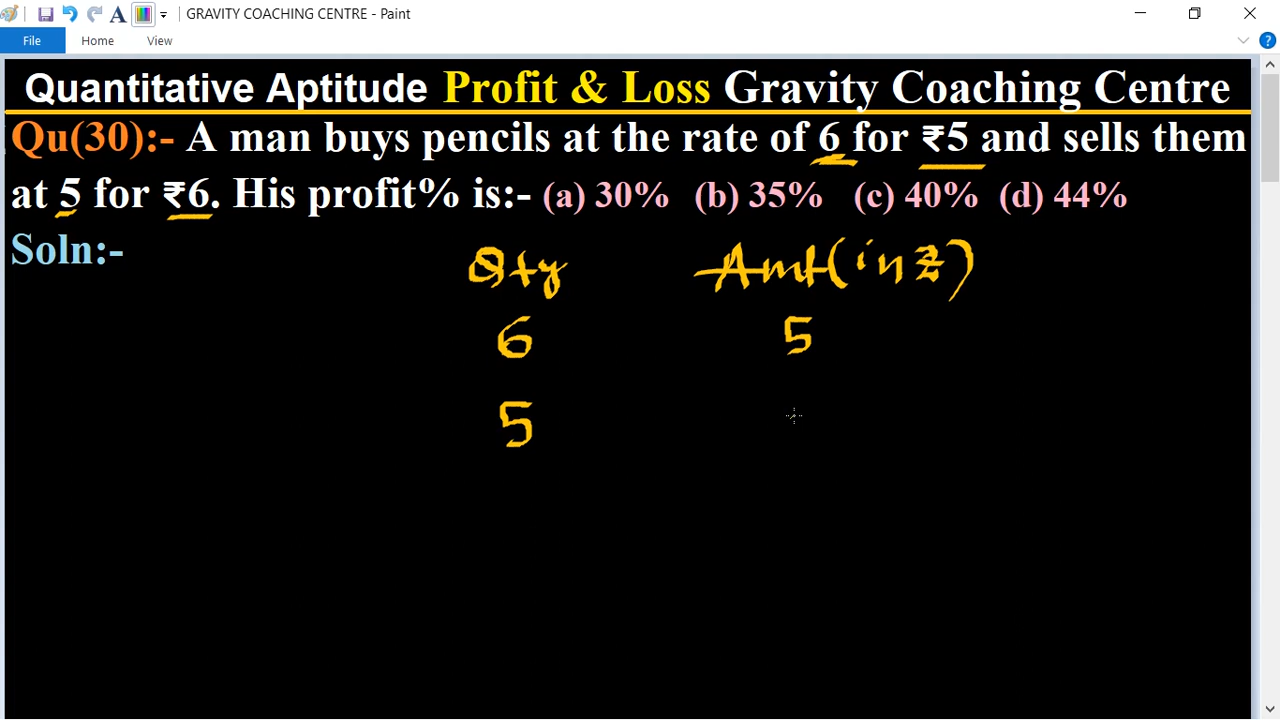 GRAVITY COACHING CENTRE - Paint
File Home View
Quantitative Aptitude Profit & Loss Gravity Coaching Centre
Qu(30):- A man buys pencils at the rate of 6 for ₹5 and sells them
at 5 for ₹6. His profit% is:- (a) 30% (b) 35% (c) 40% (d) 44%
Soln:-
Qty Amt(in ₹)
6 5
5